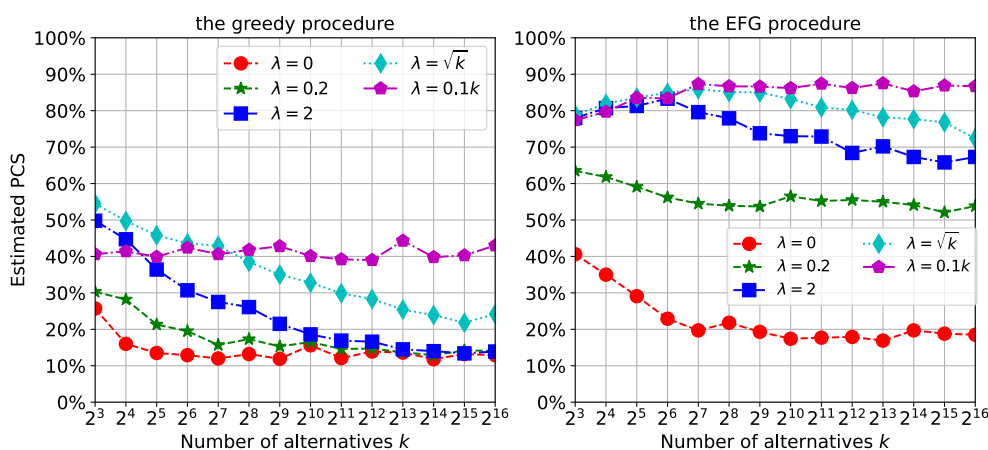 the greedy procedure
100%
90%
80%
70%
60%
50%
40%
30%
20%
10%
0%
Estimated PCS
λ = 0
λ = 0.2
λ = 2
λ = √k
λ = 0.1k
2³ 2⁴ 2⁵ 2⁶ 2⁷ 2⁸ 2⁹ 2¹⁰ 2¹¹ 2¹² 2¹³ 2¹⁴ 2¹⁵ 2¹⁶
Number of alternatives k
the EFG procedure
100%
90%
80%
70%
60%
50%
40%
30%
20%
10%
0%
λ = 0
λ = 0.2
λ = 2
λ = √k
λ = 0.1k
2³ 2⁴ 2⁵ 2⁶ 2⁷ 2⁸ 2⁹ 2¹⁰ 2¹¹ 2¹² 2¹³ 2¹⁴ 2¹⁵ 2¹⁶
Number of alternatives k